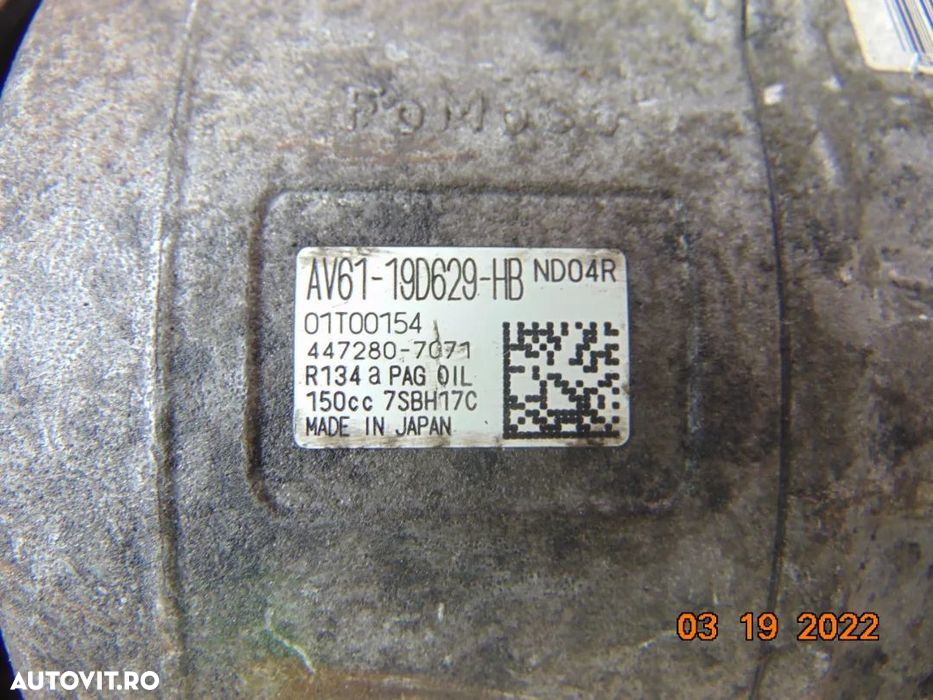 AV61-19D629-HB ND04R
01T00154
447280-7071
R134a PAG OIL
150cc 7SBH17C
MADE IN JAPAN
03 19 2022
AUTOVIT.RO